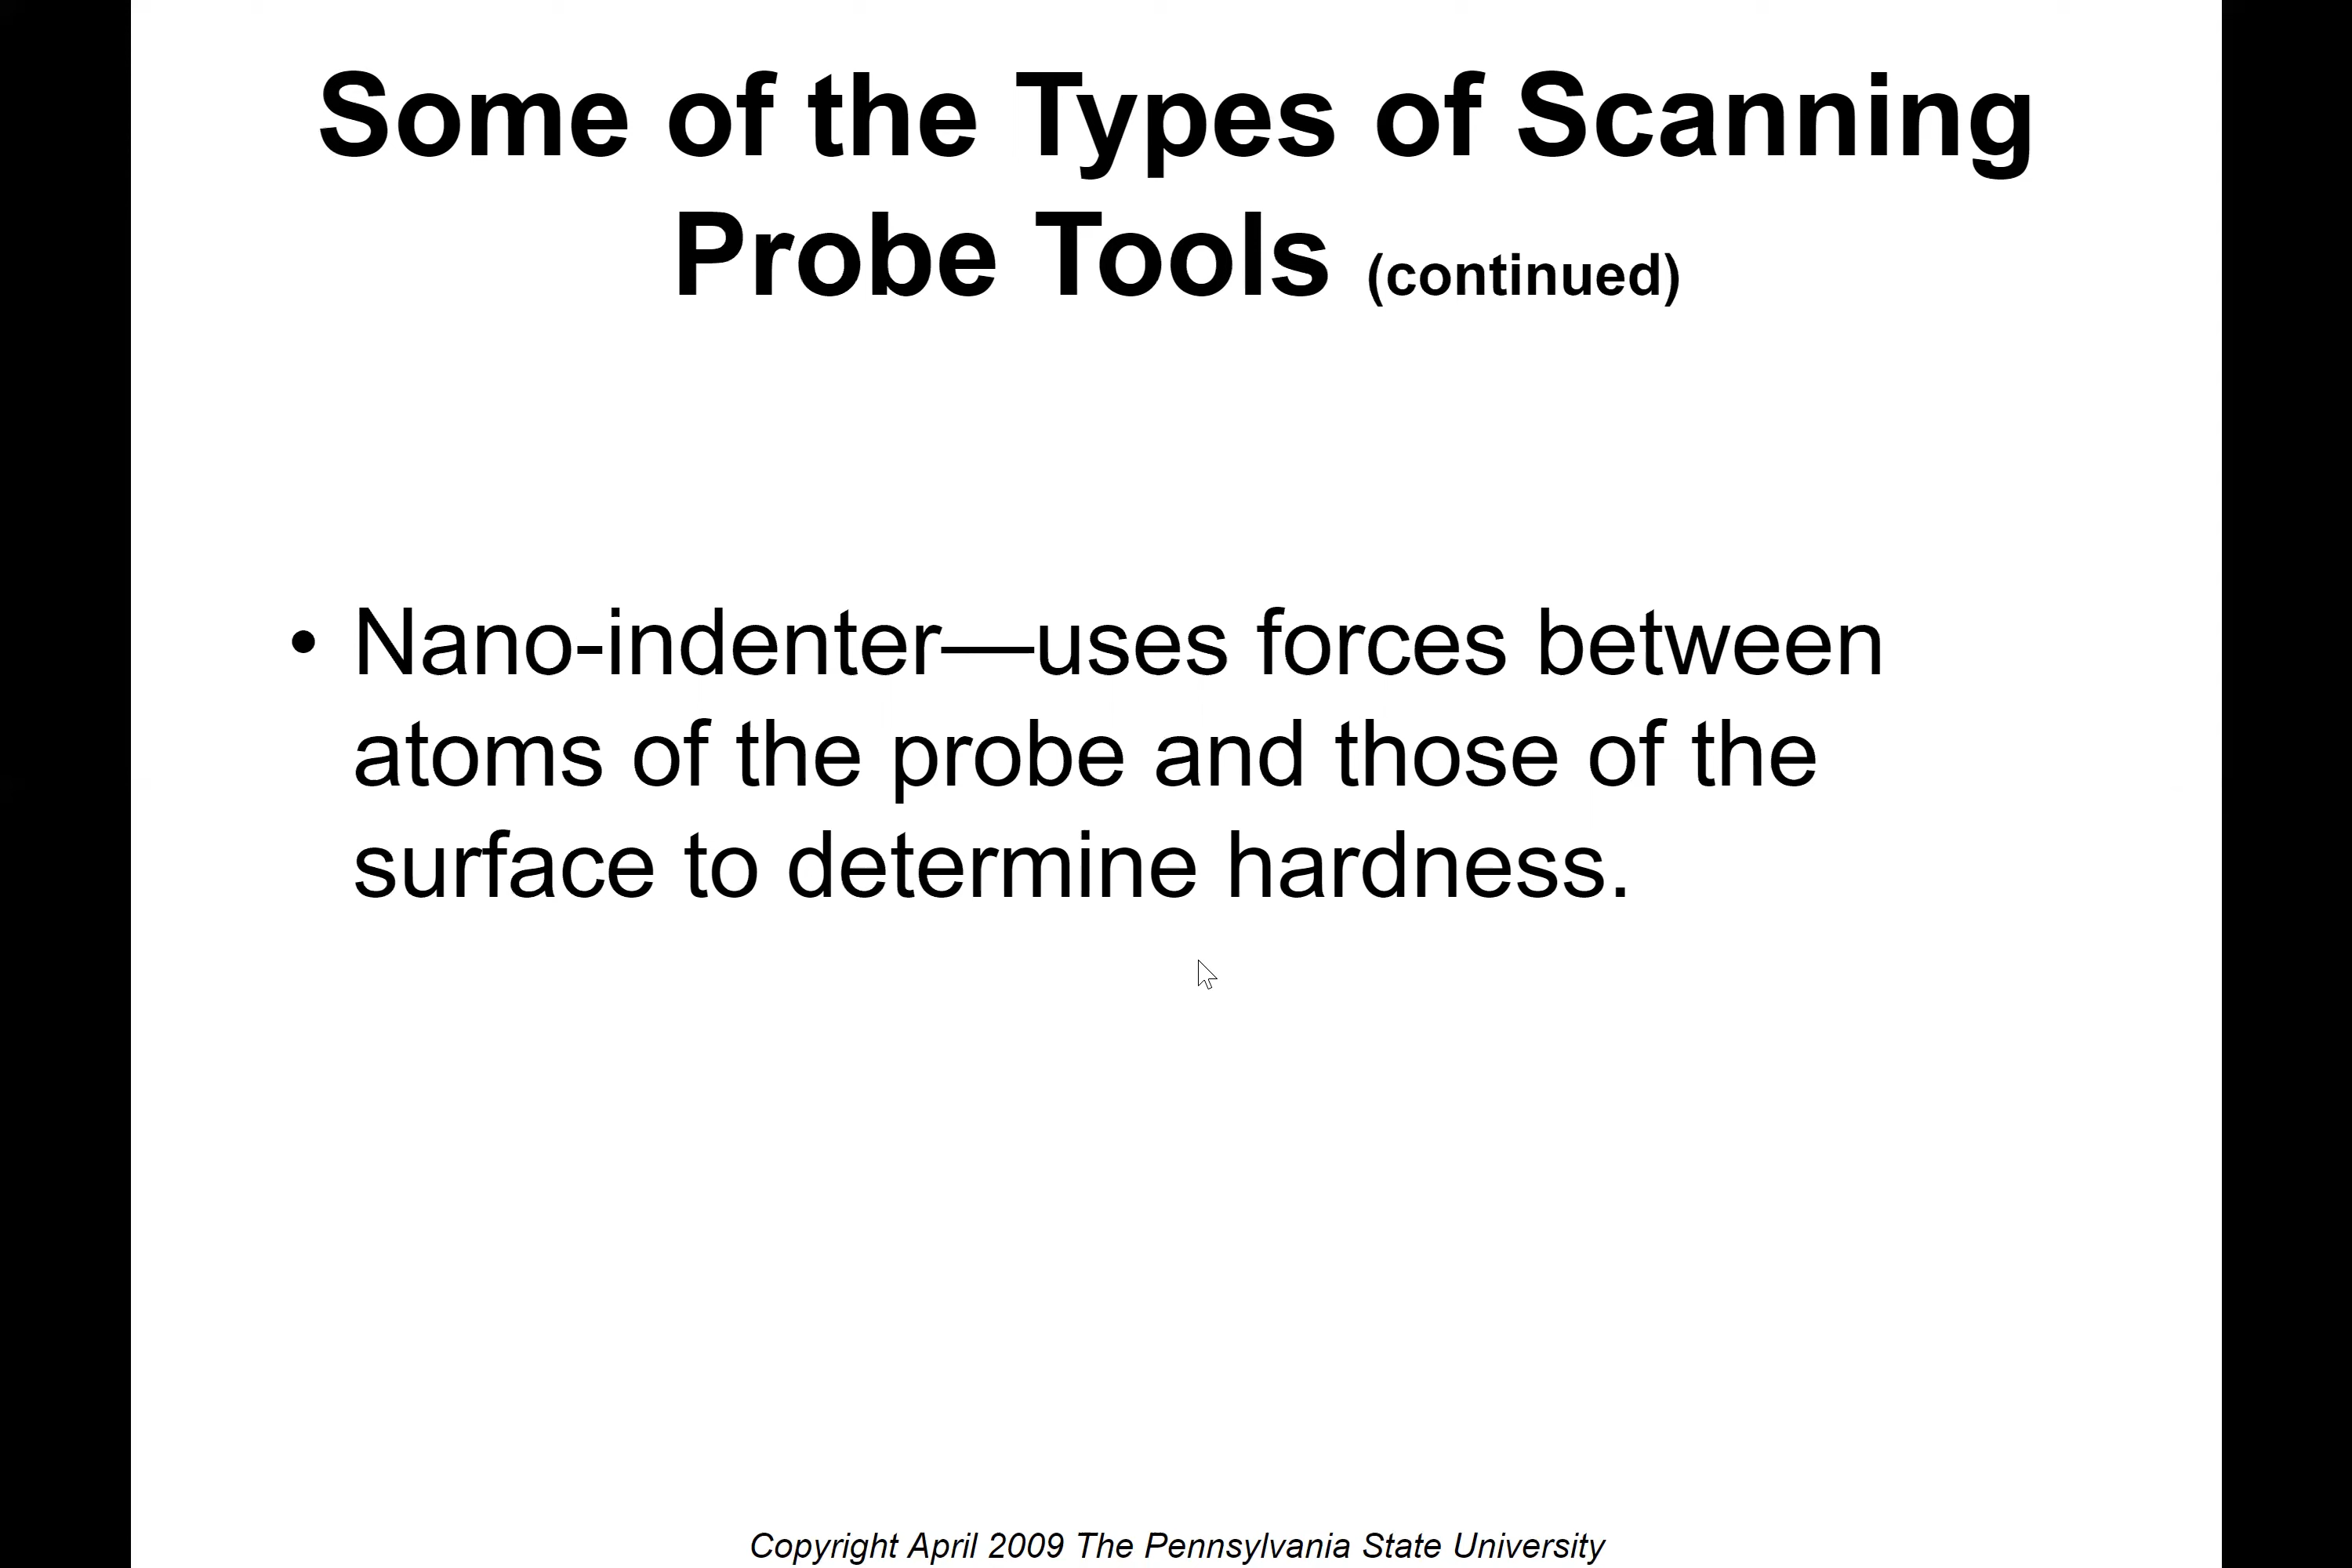 Some of the Types of Scanning
Probe Tools (continued)
• Nano-indenter—uses forces between
atoms of the probe and those of the
surface to determine hardness.
Copyright April 2009 The Pennsylvania State University